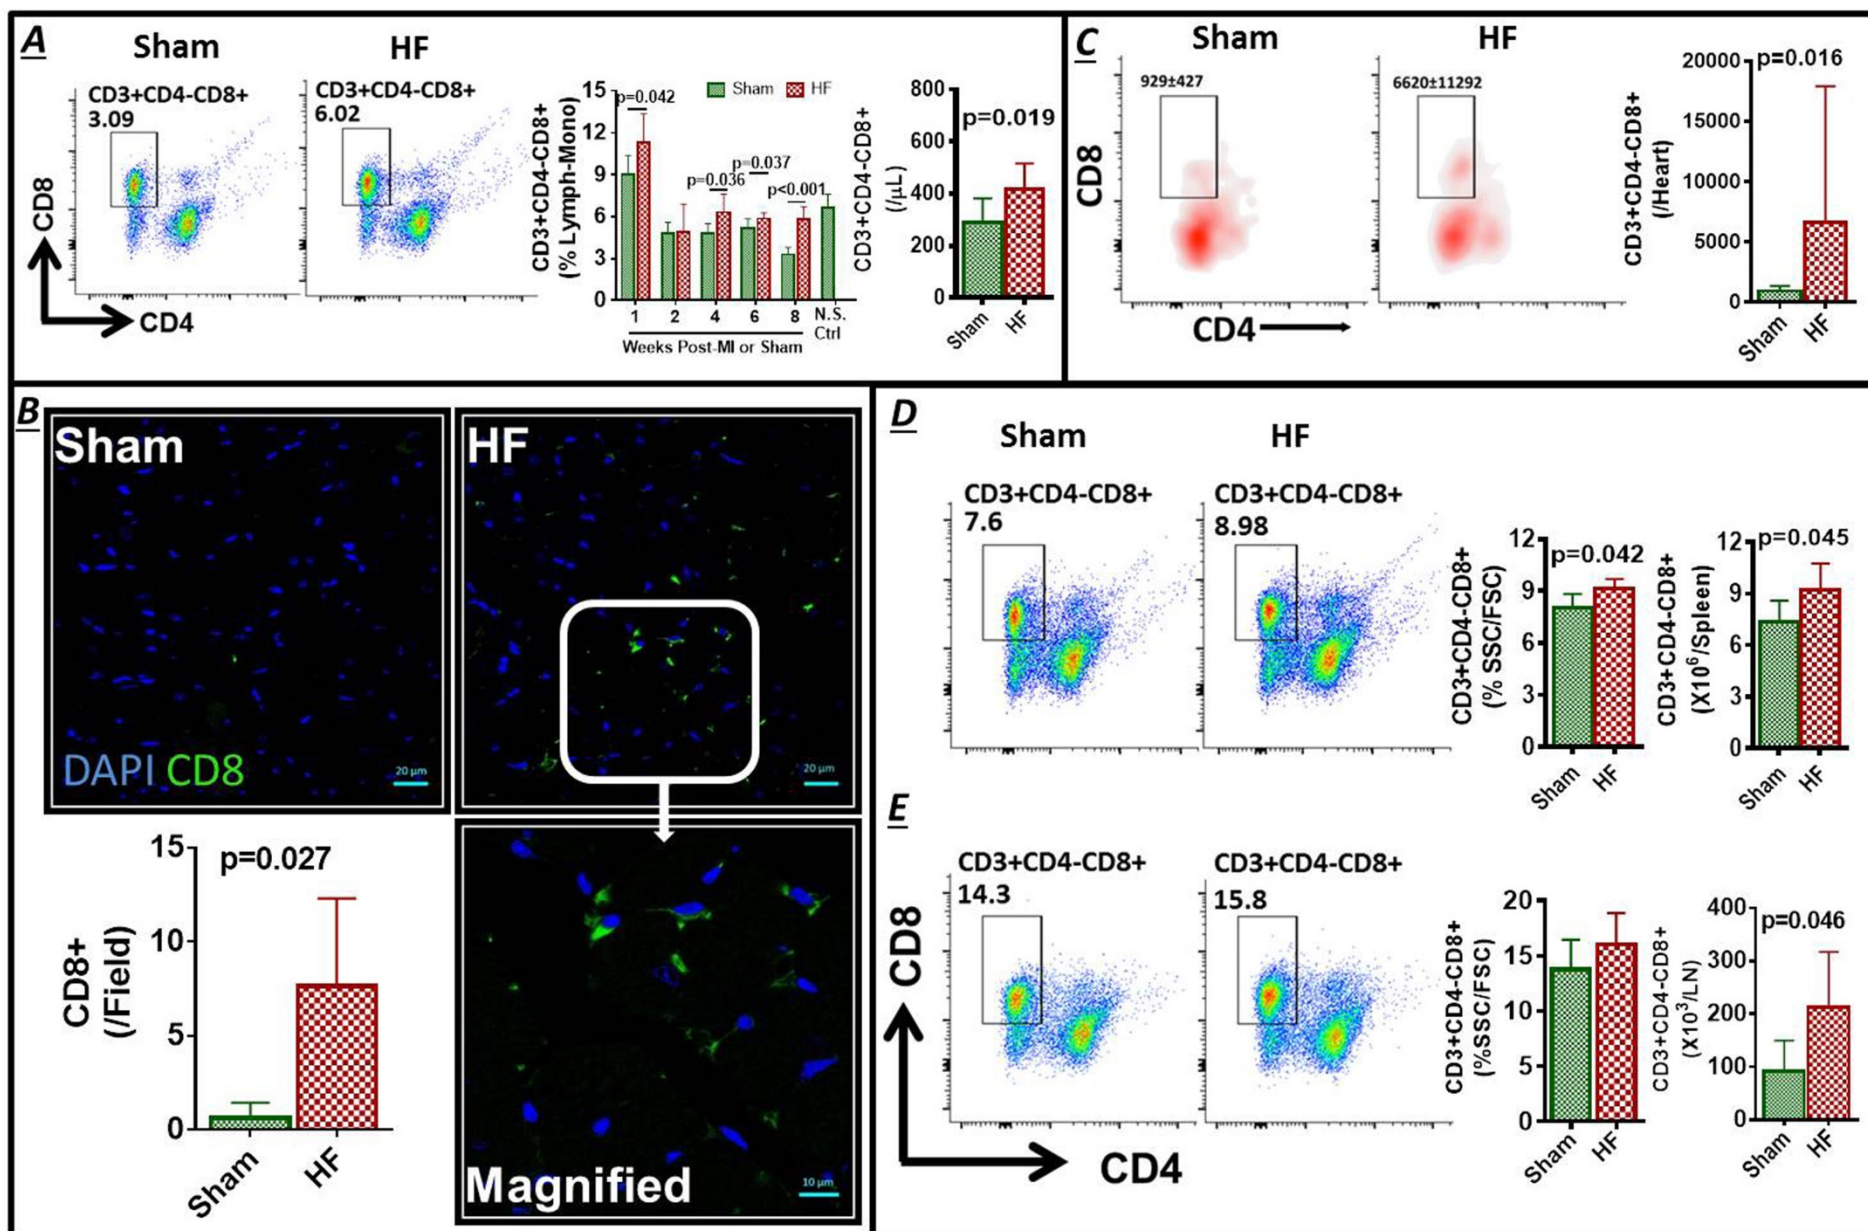 A
Sham
HF
CD3+CD4-CD8+
3.09
CD3+CD4-CD8+
6.02
CD8
CD4
CD3+CD4-CD8+
(% Lymph-Mono)
15
12
9
6
3
0
Sham
HF
p=0.042
p=0.036
p=0.037
p<0.001
1
2
4
6
8
N.S.
Ctrl
Weeks Post-MI or Sham
CD3+CD4-CD8+
(/µL)
800
600
400
200
0
p=0.019
Sham
HF
C
Sham
HF
929±427
6620±11292
CD8
CD4
CD3+CD4-CD8+
(/Heart)
20000
15000
10000
5000
0
p=0.016
Sham
HF
B
Sham
DAPI CD8
20 µm
HF
20 µm
Magnified
10 µm
CD8+
(/Field)
15
10
5
0
p=0.027
Sham
HF
D
Sham
HF
CD3+CD4-CD8+
7.6
CD3+CD4-CD8+
8.98
CD3+CD4-CD8+
(% SSC/FSC)
12
9
6
3
0
p=0.042
Sham
HF
CD3+CD4-CD8+
(X10⁶/Spleen)
12
9
6
3
0
p=0.045
Sham
HF
E
CD3+CD4-CD8+
14.3
CD3+CD4-CD8+
15.8
CD8
CD4
CD3+CD4-CD8+
(%SSC/FSC)
20
15
10
5
0
Sham
HF
CD3+CD4-CD8+
(X10³/LN)
400
300
200
100
0
p=0.046
Sham
HF